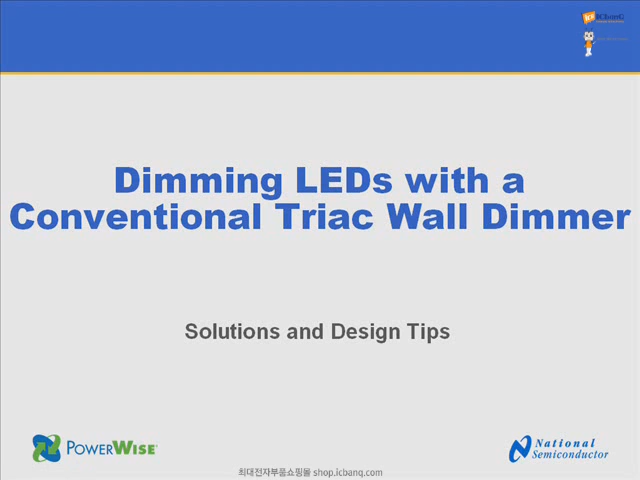 ICbanQ
Dimming LEDs with a
Conventional Triac Wall Dimmer
Solutions and Design Tips
POWERWISE®
National
Semiconductor
최대전자부품쇼핑몰 shop.icbanq.com